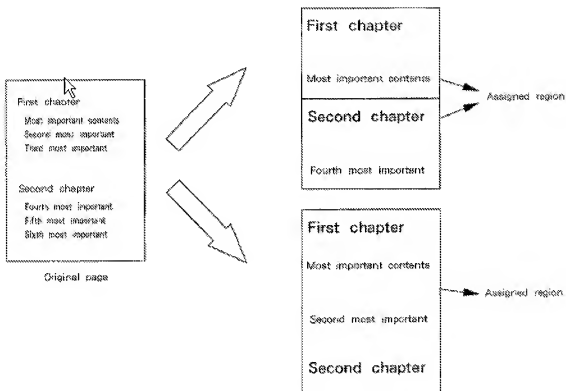 First chapter
Most important contents
Second most important
Third most important
Second chapter
Fourth most important
Fifth most important
Sixth most important
Original page
First chapter
Most important contents
Second chapter
Fourth most important
Assigned region
First chapter
Most important contents
Second most important
Second chapter
Assigned region